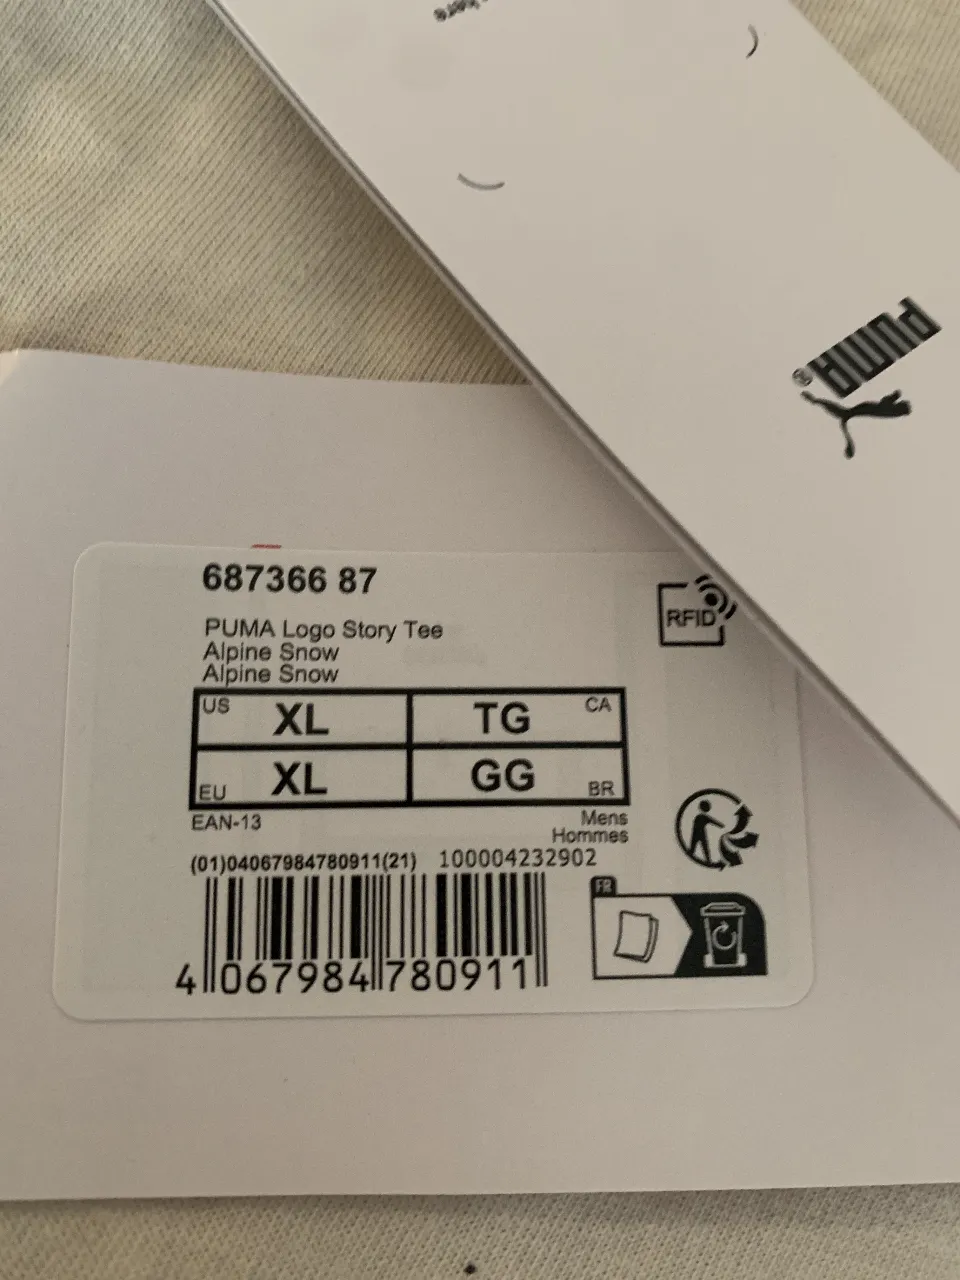 PUMA
®
687366 87
PUMA Logo Story Tee
Alpine Snow
Alpine Snow
RFID
US XL TG CA
EU XL GG BR
EAN-13
Mens
Hommes
(01)04067984780911(21) 100004232902
FR
4 067984 780911